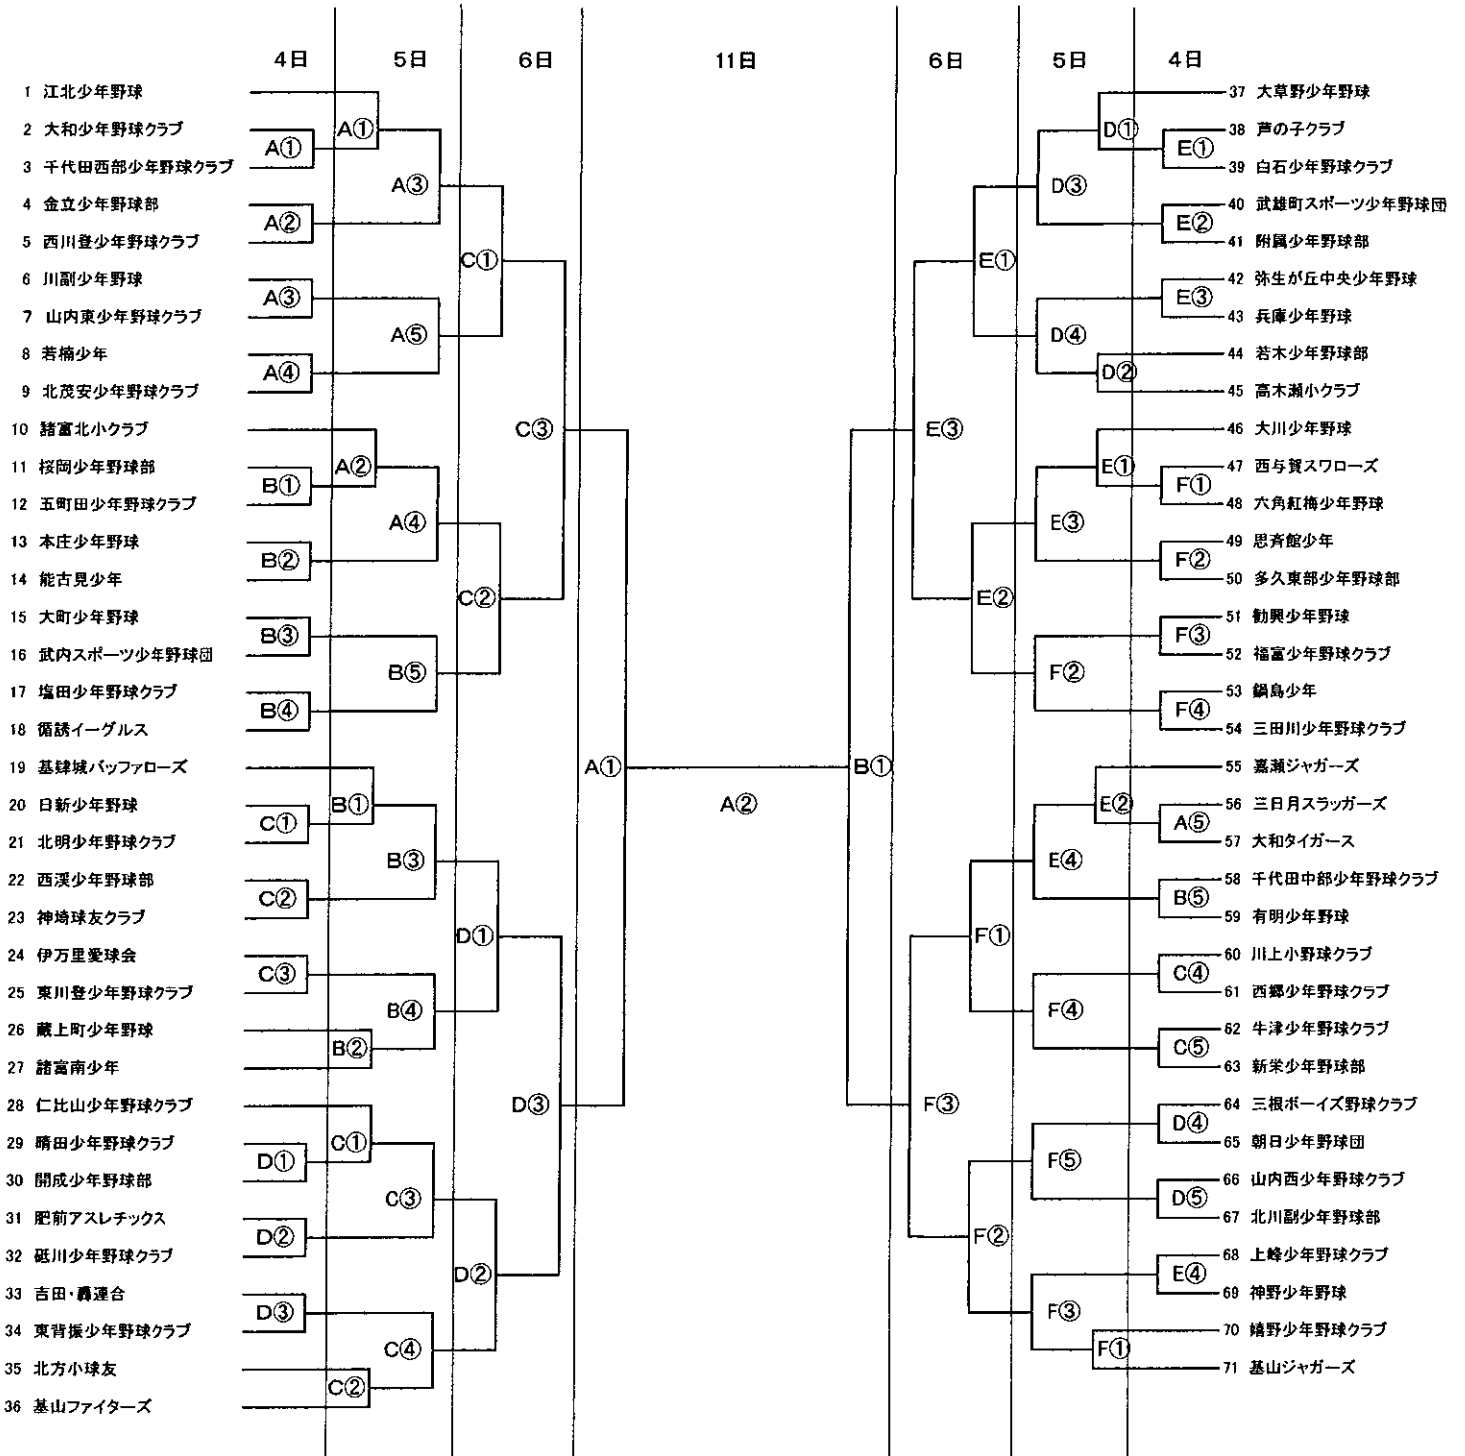 4日 5日 6日 11日 6日 5日 4日
1 江北少年野球
2 大和少年野球クラブ
3 千代田西部少年野球クラブ
4 金立少年野球部
5 西川登少年野球クラブ
6 川副少年野球
7 山内東少年野球クラブ
8 若楠少年
9 北茂安少年野球クラブ
10 諸富北小クラブ
11 桜岡少年野球部
12 五町田少年野球クラブ
13 本庄少年野球
14 能古見少年
15 大町少年野球
16 武内スポーツ少年野球団
17 塩田少年野球クラブ
18 循誘イーグルス
19 基肄城バッファローズ
20 日新少年野球
21 北明少年野球クラブ
22 西渓少年野球部
23 神埼球友クラブ
24 伊万里愛球会
25 東川登少年野球クラブ
26 蔵上町少年野球
27 諸富南少年
28 仁比山少年野球クラブ
29 晴田少年野球クラブ
30 開成少年野球部
31 肥前アスレチックス
32 砥川少年野球クラブ
33 吉田・轟連合
34 東背振少年野球クラブ
35 北方小球友
36 基山ファイターズ
A①
A②
A③
A④
B①
B②
B③
B④
C①
C②
C③
D①
D②
D③
A①
A③
A⑤
A②
A④
B⑤
B①
B③
B④
B②
C①
C③
C④
C②
C①
C②
D①
D②
C③
D③
A①
A②
B①
E③
F③
E①
E②
F①
F②
D①
D③
D④
D②
E①
E③
F②
E②
E④
F④
F⑤
F③
F①
E①
E②
E③
F①
F②
F③
F④
A⑤
B⑤
C④
C⑤
D④
D⑤
E④
37 大草野少年野球
38 芦の子クラブ
39 白石少年野球クラブ
40 武雄町スポーツ少年野球団
41 附属少年野球部
42 弥生が丘中央少年野球
43 兵庫少年野球
44 若木少年野球部
45 高木瀬小クラブ
46 大川少年野球
47 西与賀スワローズ
48 六角紅梅少年野球
49 思斉館少年
50 多久東部少年野球部
51 勧興少年野球
52 福富少年野球クラブ
53 鍋島少年
54 三田川少年野球クラブ
55 嘉瀬ジャガーズ
56 三日月スラッガーズ
57 大和タイガース
58 千代田中部少年野球クラブ
59 有明少年野球
60 川上小野球クラブ
61 西郷少年野球クラブ
62 牛津少年野球クラブ
63 新栄少年野球部
64 三根ボーイズ野球クラブ
65 朝日少年野球団
66 山内西少年野球クラブ
67 北川副少年野球部
68 上峰少年野球クラブ
69 神野少年野球
70 嬉野少年野球クラブ
71 基山ジャガーズ